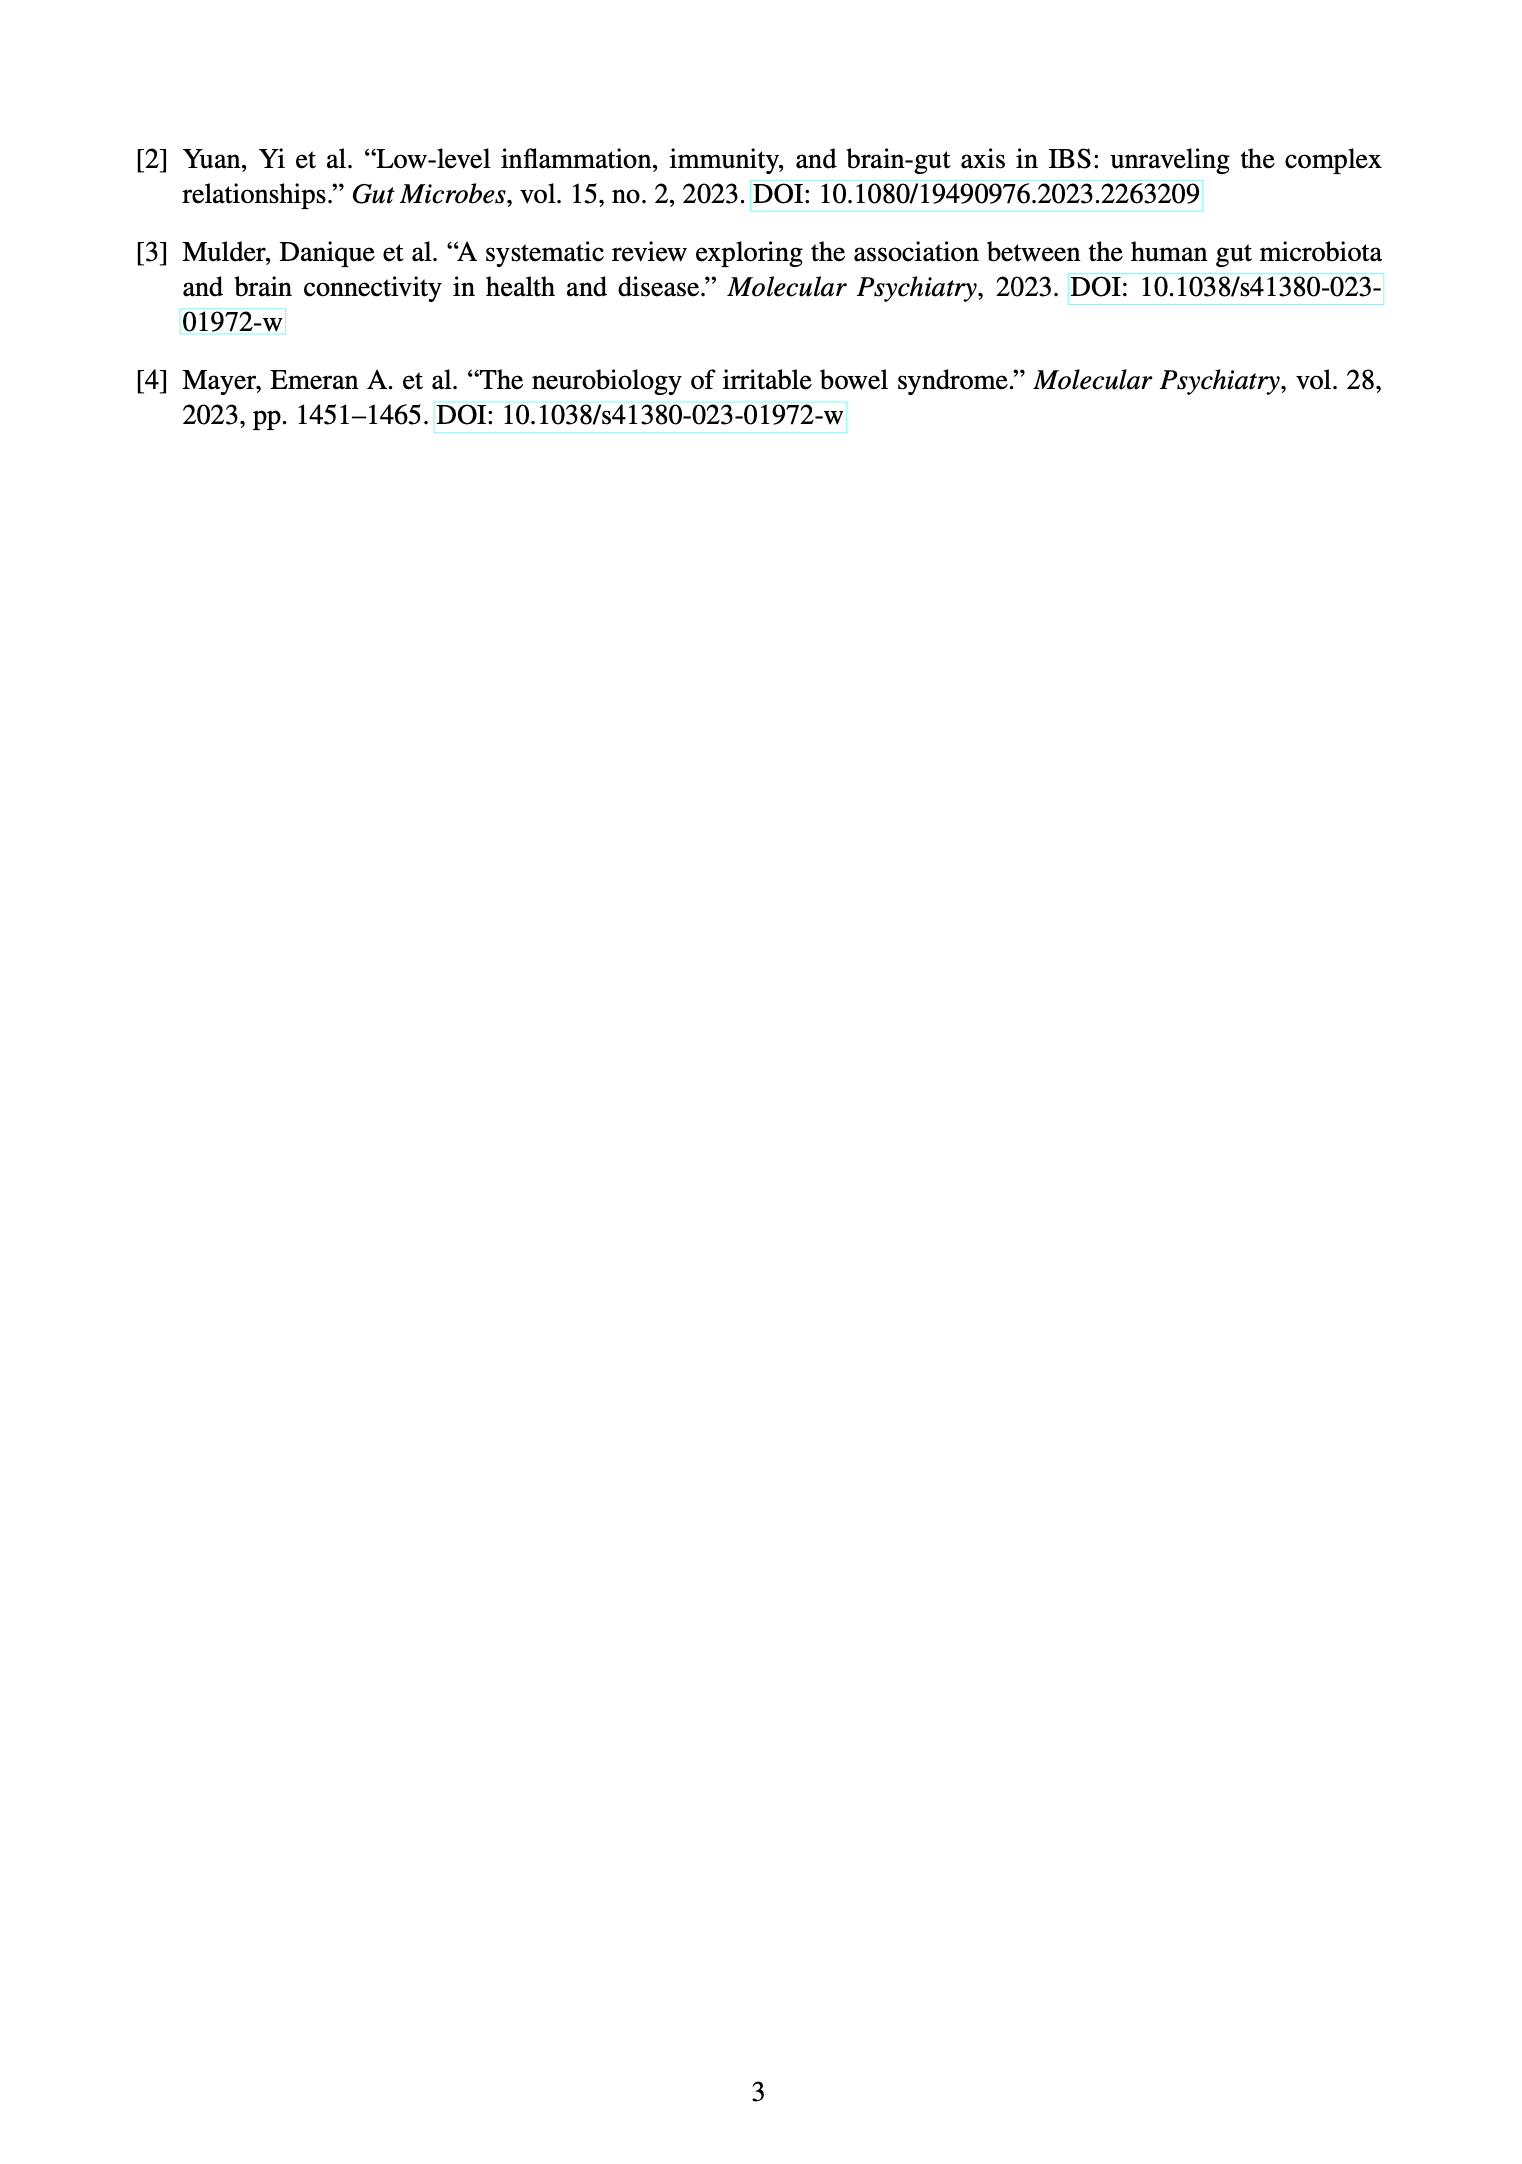 [2] Yuan, Yi et al. “Low-level inflammation, immunity, and brain-gut axis in IBS: unraveling the complex
relationships.” Gut Microbes, vol. 15, no. 2, 2023. DOI: 10.1080/19490976.2023.2263209
[3] Mulder, Danique et al. “A systematic review exploring the association between the human gut microbiota
and brain connectivity in health and disease.” Molecular Psychiatry, 2023. DOI: 10.1038/s41380-023-
01972-w
[4] Mayer, Emeran A. et al. “The neurobiology of irritable bowel syndrome.” Molecular Psychiatry, vol. 28,
2023, pp. 1451–1465. DOI: 10.1038/s41380-023-01972-w
3